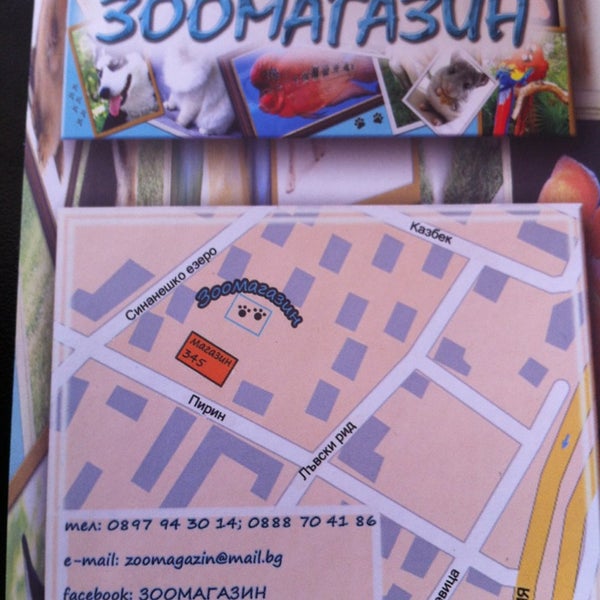 ЗООМАГАЗИН
Казбек
Синанешко езеро
Зоомагазин
магазин
345
Пирин
Лъвски рид
тел: 0897 94 30 14; 0888 70 41 86
e-mail: zoomagazin@mail.bg
facebook: ЗООМАГАЗИН